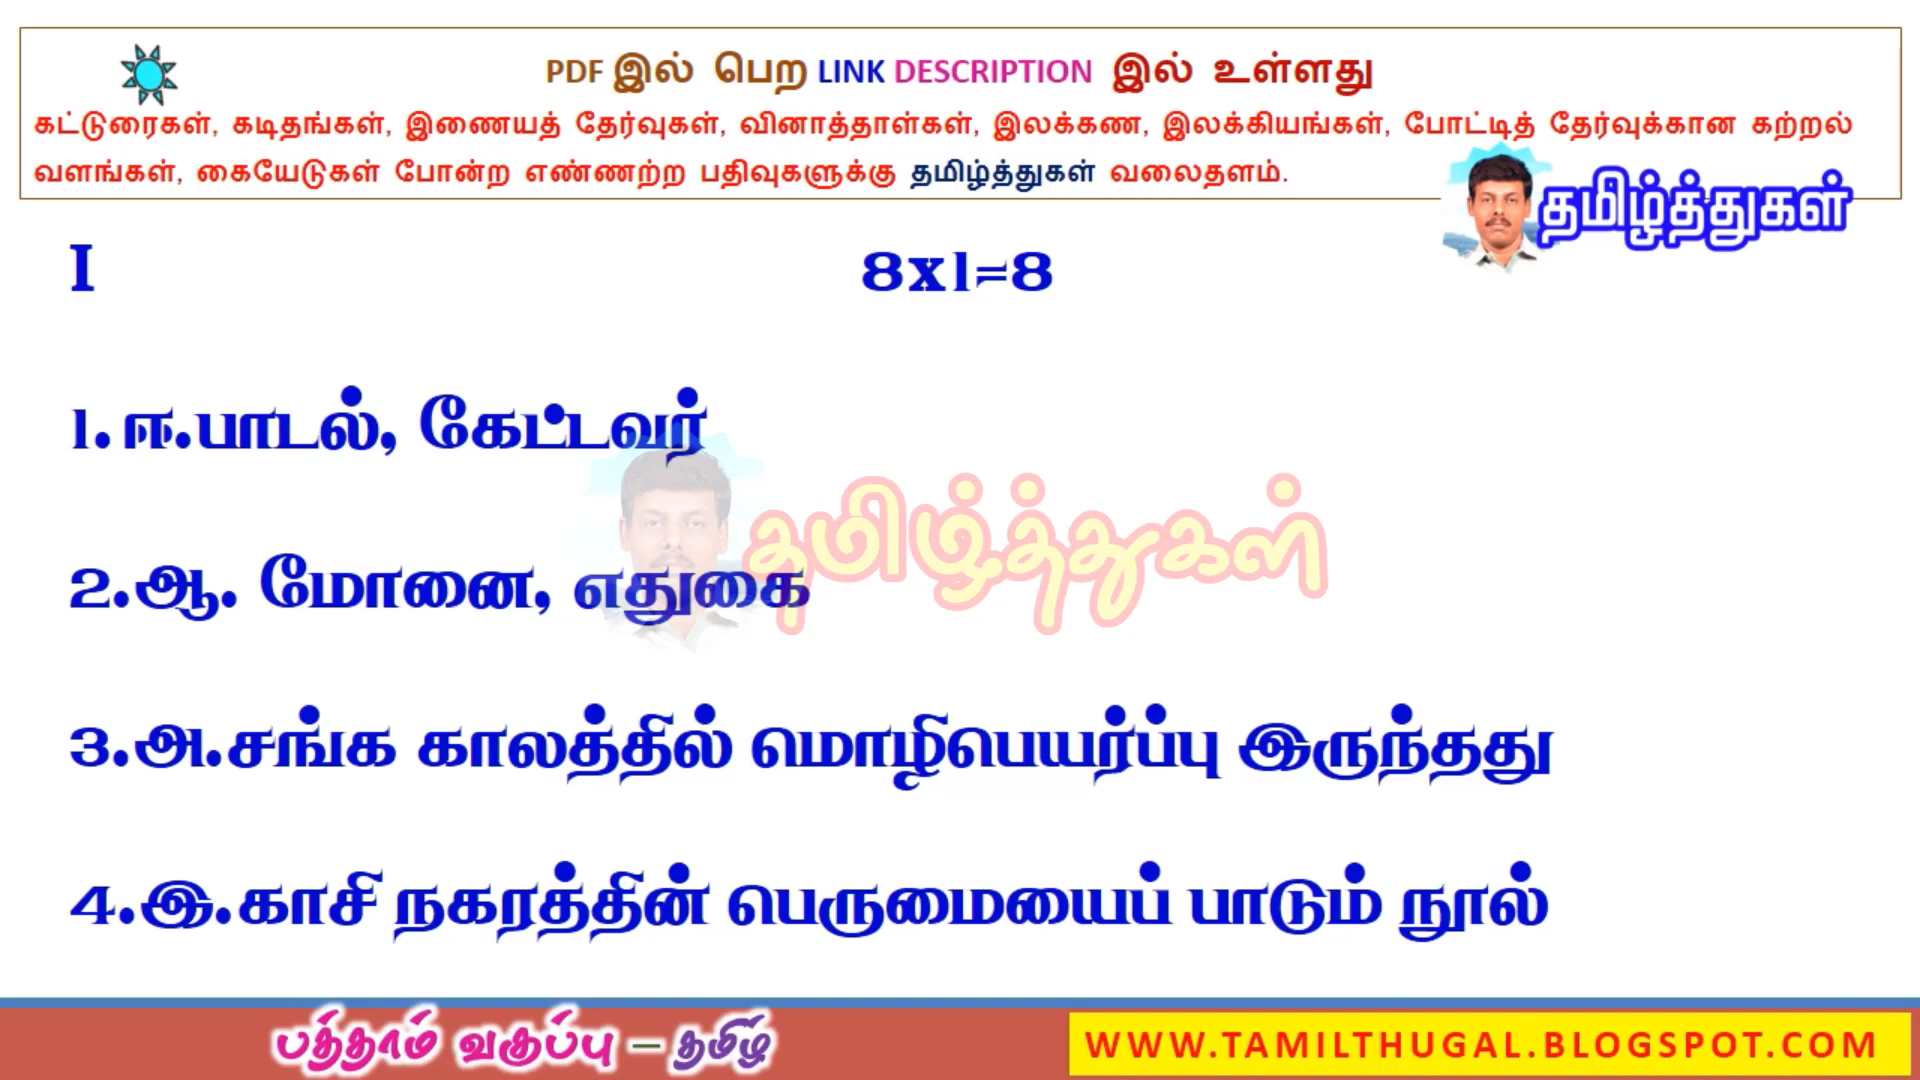 PDF இல் பெற LINK DESCRIPTION இல் உள்ளது
கட்டுரைகள், கடிதங்கள், இணையத் தேர்வுகள், வினாத்தாள்கள், இலக்கண, இலக்கியங்கள், போட்டித் தேர்வுக்கான கற்றல்
வளங்கள், கையேடுகள் போன்ற எண்ணற்ற பதிவுகளுக்கு தமிழ்த்துகள் வலைதளம்.
தமிழ்த்துகள்
I 8x1=8
1.ஈ.பாடல், கேட்டவர்
தமிழ்த்துகள்
2.ஆ. மோனை, எதுகை
3.அ.சங்க காலத்தில் மொழிபெயர்ப்பு இருந்தது
4.இ.காசி நகரத்தின் பெருமையைப் பாடும் நூல்
பத்தாம் வகுப்பு – தமிழ்
WWW.TAMILTHUGAL.BLOGSPOT.COM